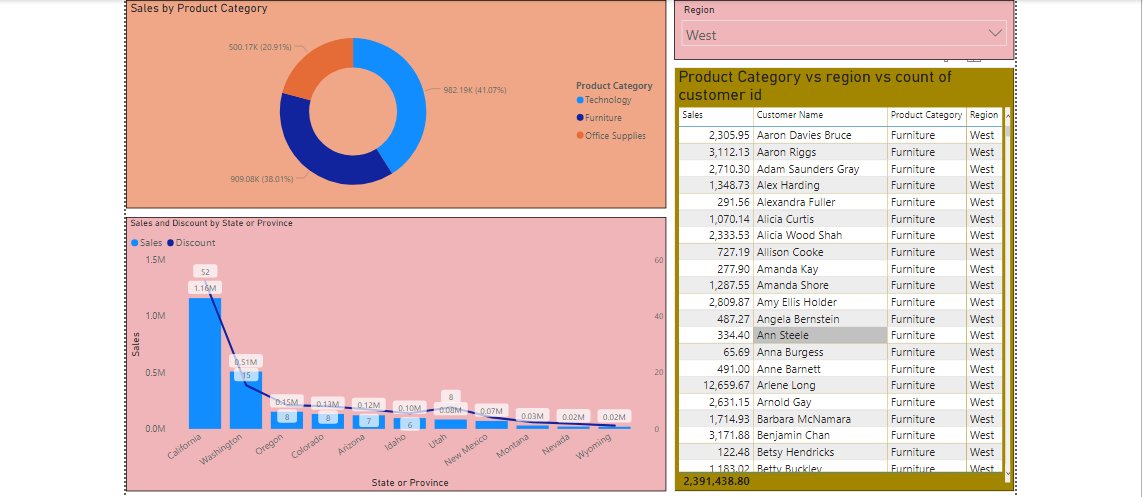 Sales by Product Category
500.17K (20.91%)
982.19K (41.07%)
909.08K (38.01%)
Product Category
Technology
Furniture
Office Supplies
Sales and Discount by State or Province
Sales Discount
1.5M
1.0M
0.5M
0.0M
Sales
60
40
20
0
52
1.16M
0.51M
15
0.15M
8
0.13M
8
0.12M
7
0.10M
6
8
0.08M
0.07M
0.03M
0.02M
0.02M
California
Washington
Oregon
Colorado
Arizona
Idaho
Utah
New Mexico
Montana
Nevada
Wyoming
State or Province
Region
West
Product Category vs region vs count of
customer id
Sales Customer Name Product Category Region
2,305.95 Aaron Davies Bruce Furniture West
3,112.13 Aaron Riggs Furniture West
2,710.30 Adam Saunders Gray Furniture West
1,348.73 Alex Harding Furniture West
291.56 Alexandra Fuller Furniture West
1,070.14 Alicia Curtis Furniture West
2,333.53 Alicia Wood Shah Furniture West
727.19 Allison Cooke Furniture West
277.90 Amanda Kay Furniture West
1,287.55 Amanda Shore Furniture West
2,809.87 Amy Ellis Holder Furniture West
487.27 Angela Bernstein Furniture West
334.40 Ann Steele Furniture West
65.69 Anna Burgess Furniture West
491.00 Anne Barnett Furniture West
12,659.67 Arlene Long Furniture West
2,631.15 Arnold Gay Furniture West
1,714.93 Barbara McNamara Furniture West
3,171.88 Benjamin Chan Furniture West
122.48 Betsy Hendricks Furniture West
1,183.02 Betty Buckley Furniture West
2,391,438.80